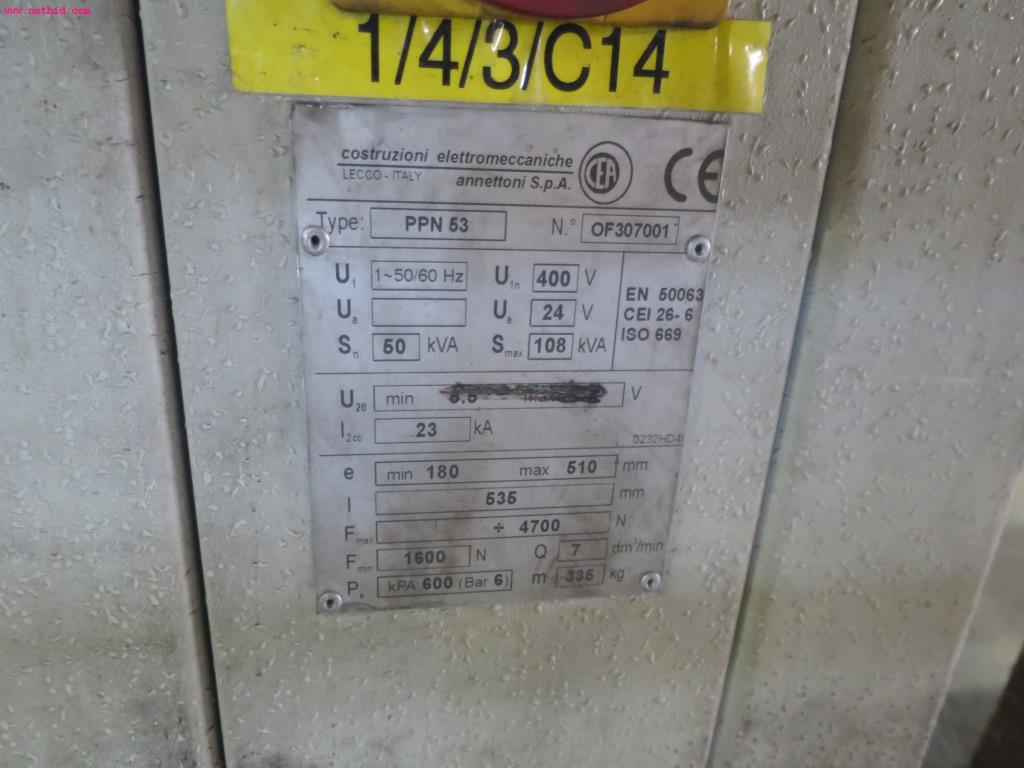 www.netbid.com
1/4/3/C14
costruzioni elettromeccaniche
LECCO - ITALY annettoni S.p.A. CEA CE
Type: PPN 53 N.° OF307001
U1 1~50/60 Hz U1n 400 V
Ua Ua 24 V
Sn 50 kVA Smax 108 kVA
EN 50063
CEI 26-6
ISO 669
U20 min V
I2cc 23 kA
0232HD4
e min 180 max 510 mm
l 535 mm
Fmax ÷ 4700 N
Fmin 1600 N Q 7 dm³/min
P kPA 600 (Bar 6) m 335 kg